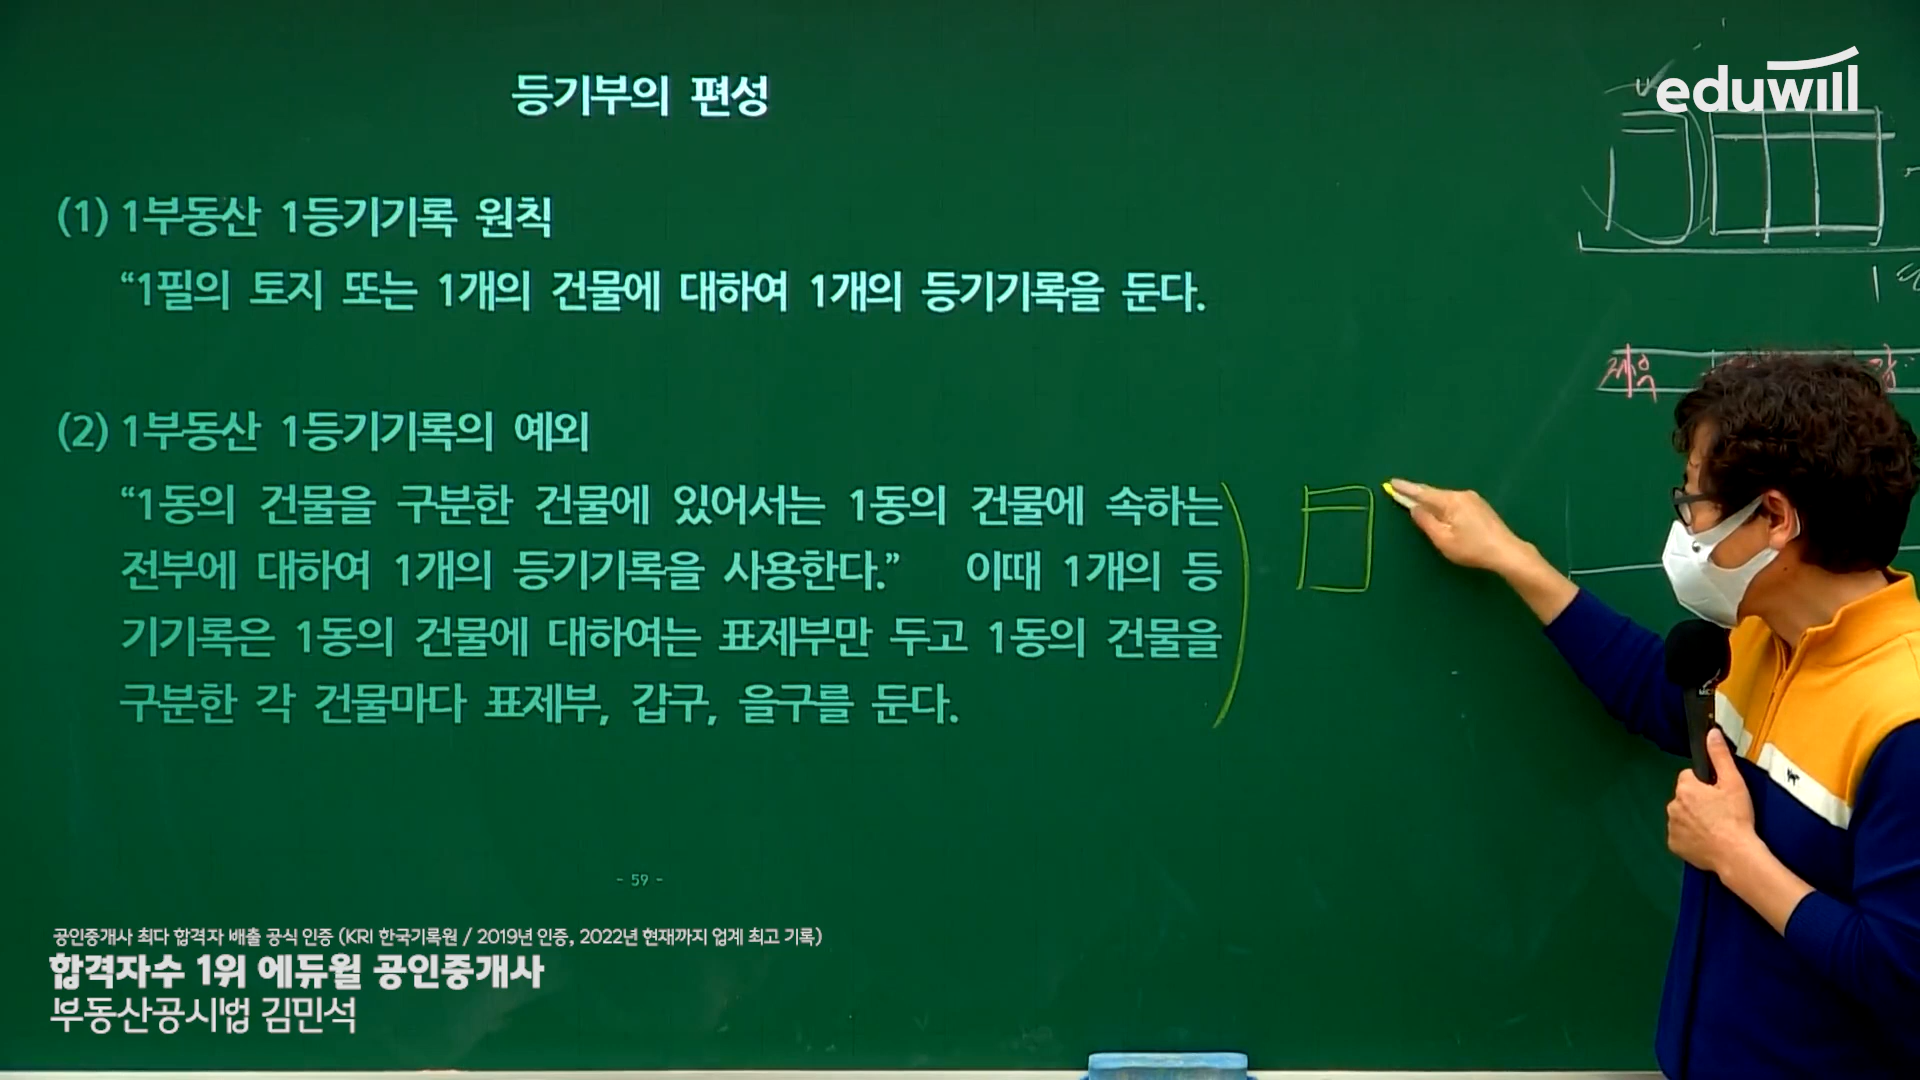 등기부의 편성
eduwill
(1) 1부동산 1등기기록 원칙
“1필의 토지 또는 1개의 건물에 대하여 1개의 등기기록을 둔다.
(2) 1부동산 1등기기록의 예외
“1동의 건물을 구분한 건물에 있어서는 1동의 건물에 속하는
전부에 대하여 1개의 등기기록을 사용한다.” 이때 1개의 등
기기록은 1동의 건물에 대하여는 표제부만 두고 1동의 건물을
구분한 각 건물마다 표제부, 갑구, 을구를 둔다.
- 59 -
공인중개사 최다 합격자 배출 공식 인증 (KRI 한국기록원 / 2019년 인증, 2022년 현재까지 업계 최고 기록)
합격자수 1위 에듀윌 공인중개사
부동산공시법 김민석